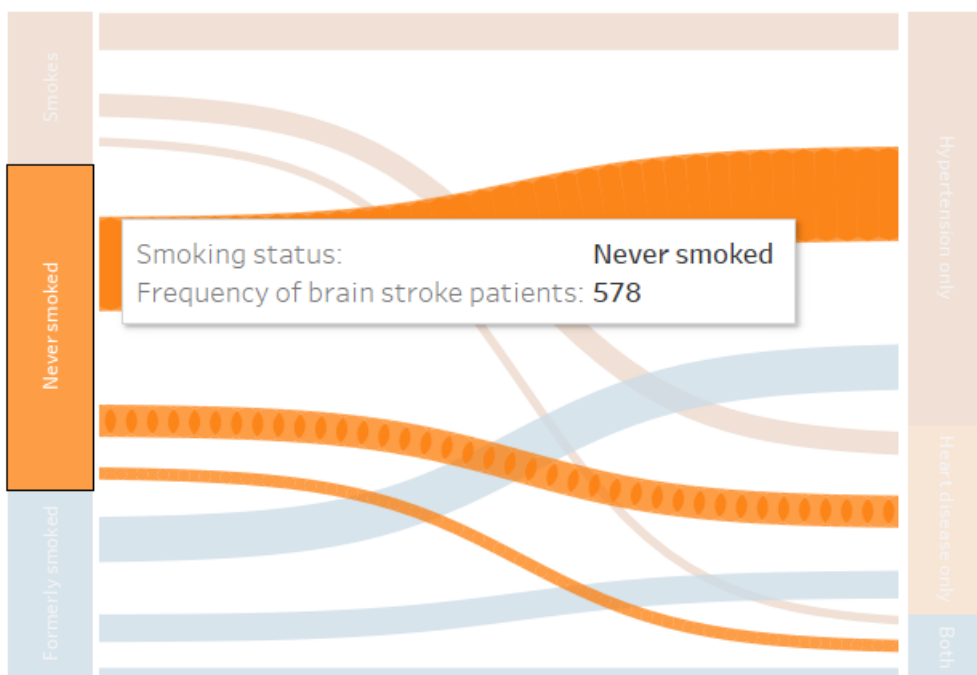 Smokes
Never smoked
Formerly smoked
Smoking status: Never smoked
Frequency of brain stroke patients: 578
Hypertension only
Heart disease only
Both